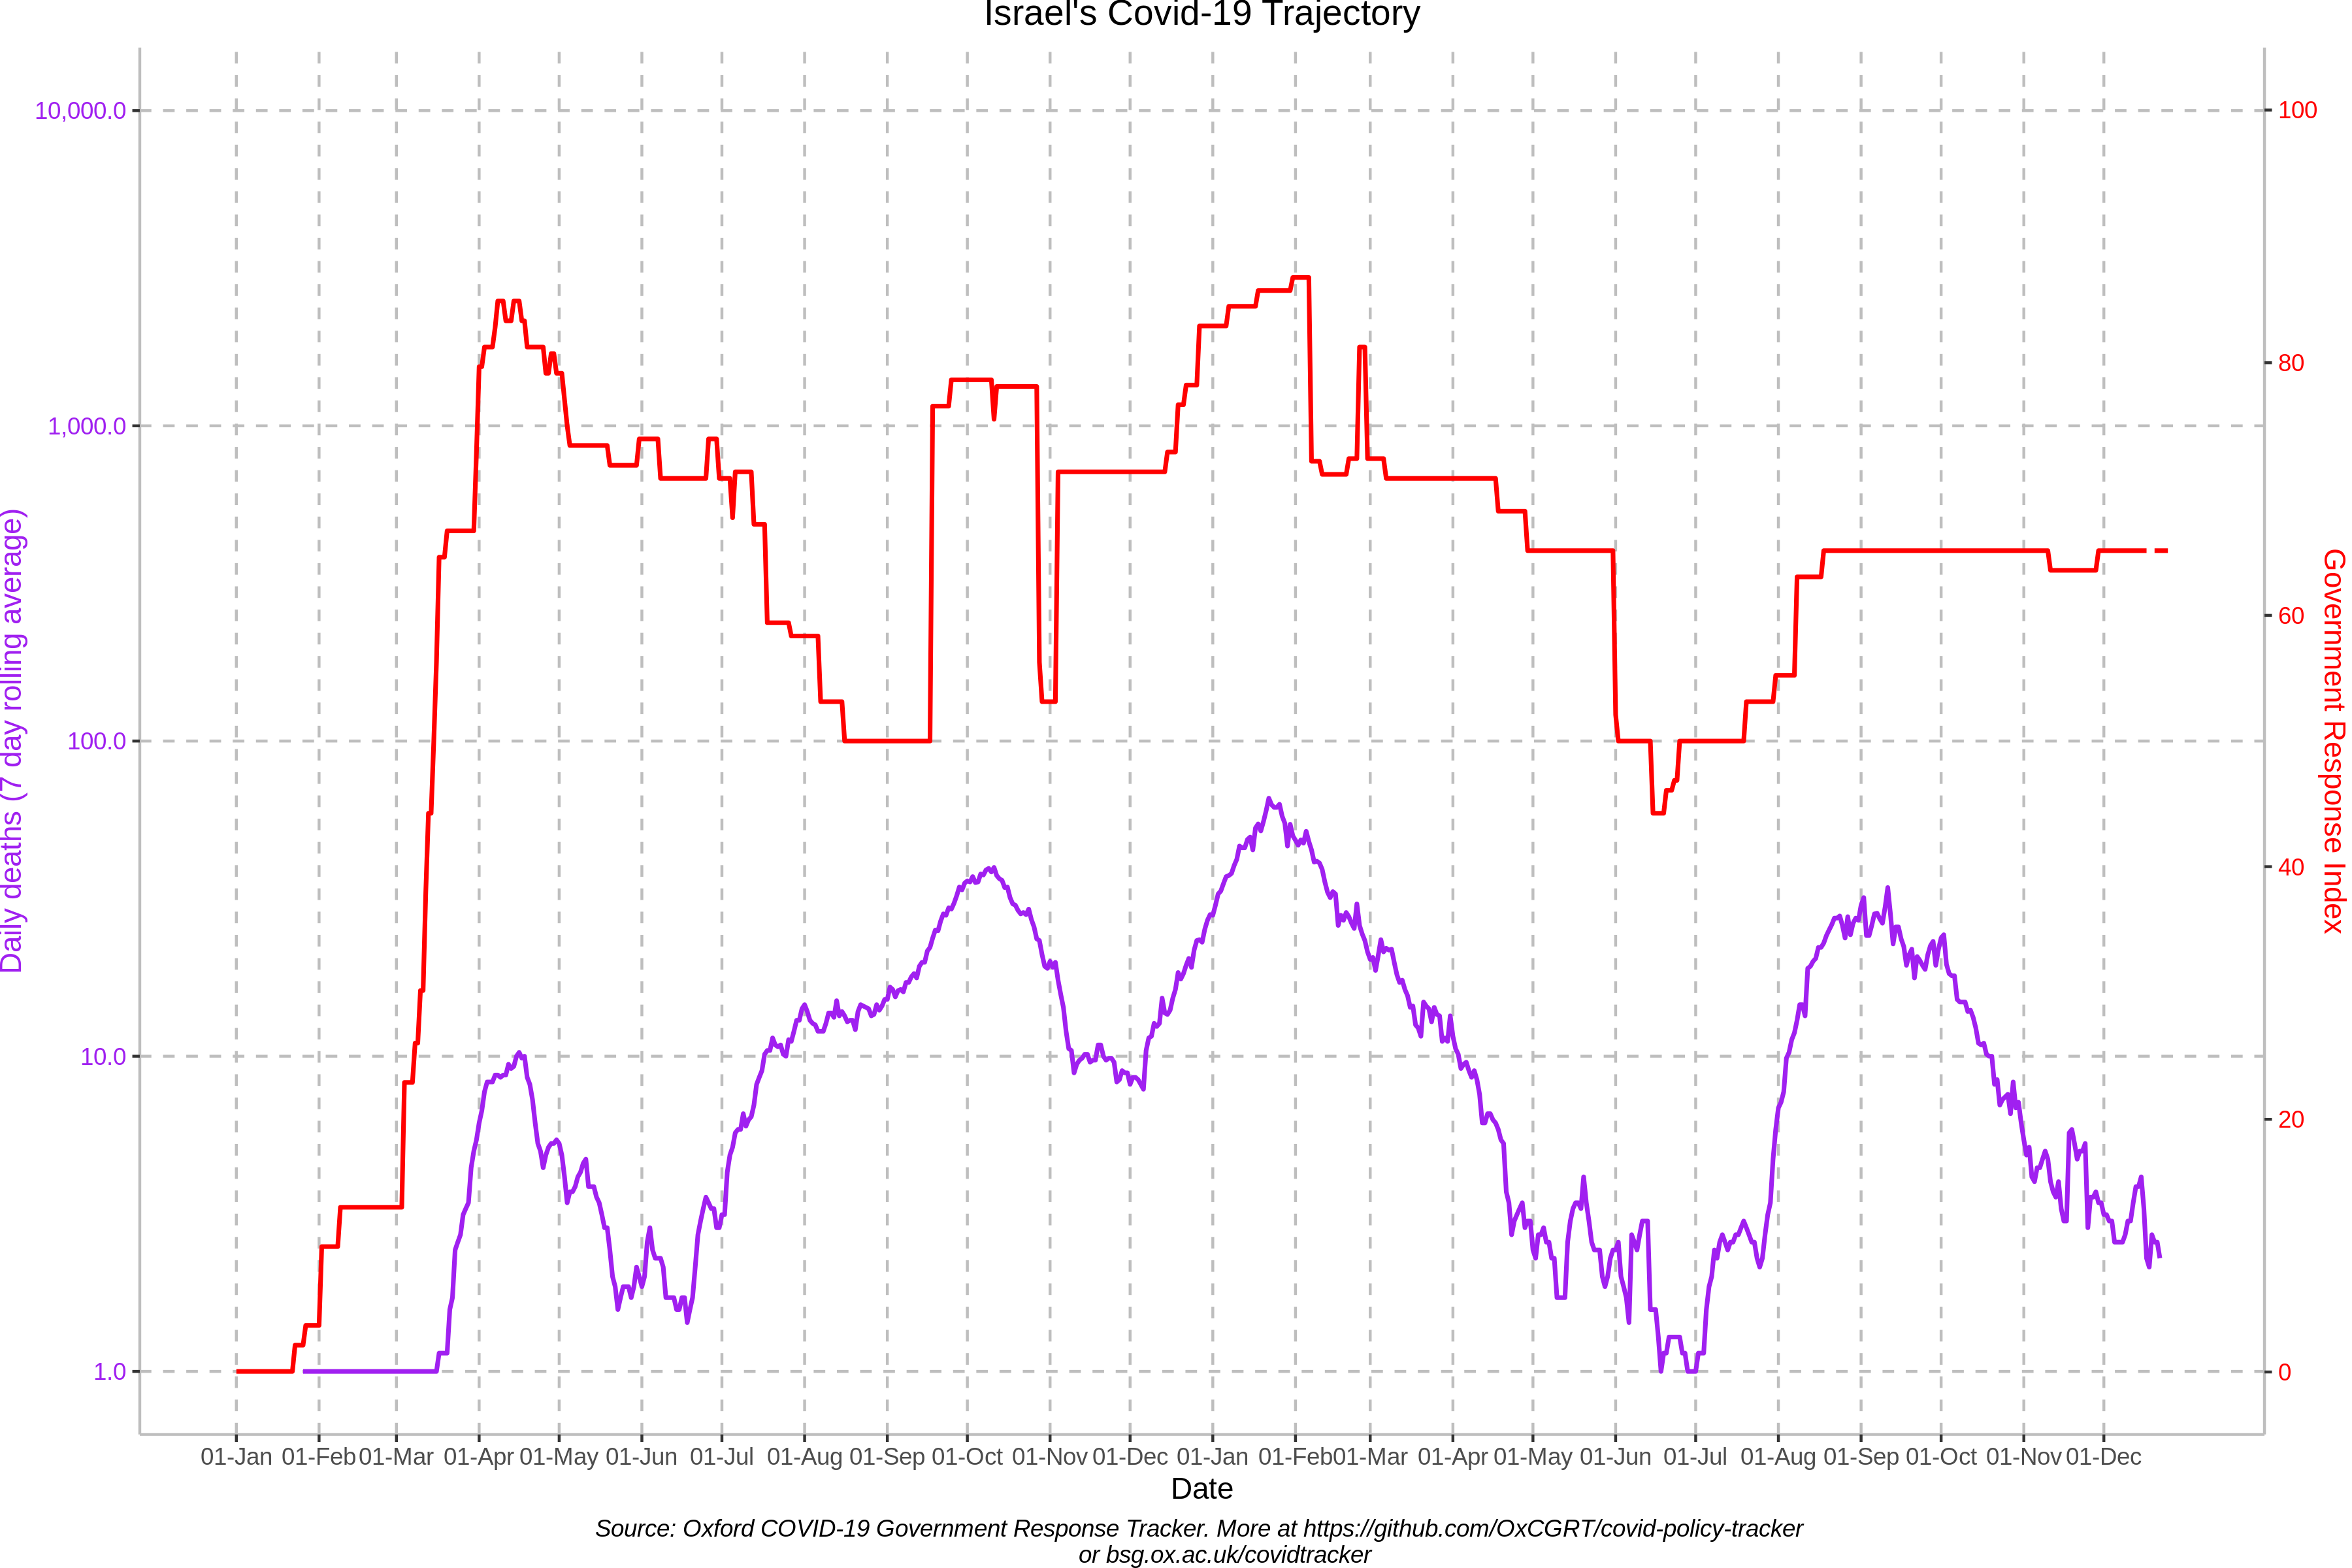 Israel's Covid-19 Trajectory
10,000.0
1,000.0
100.0
10.0
1.0
Daily deaths (7 day rolling average)
100
80
60
40
20
0
Government Response Index
01-Jan 01-Feb 01-Mar 01-Apr 01-May 01-Jun 01-Jul 01-Aug 01-Sep 01-Oct 01-Nov 01-Dec 01-Jan 01-Feb 01-Mar 01-Apr 01-May 01-Jun 01-Jul 01-Aug 01-Sep 01-Oct 01-Nov 01-Dec
Date
Source: Oxford COVID-19 Government Response Tracker. More at https://github.com/OxCGRT/covid-policy-tracker
or bsg.ox.ac.uk/covidtracker